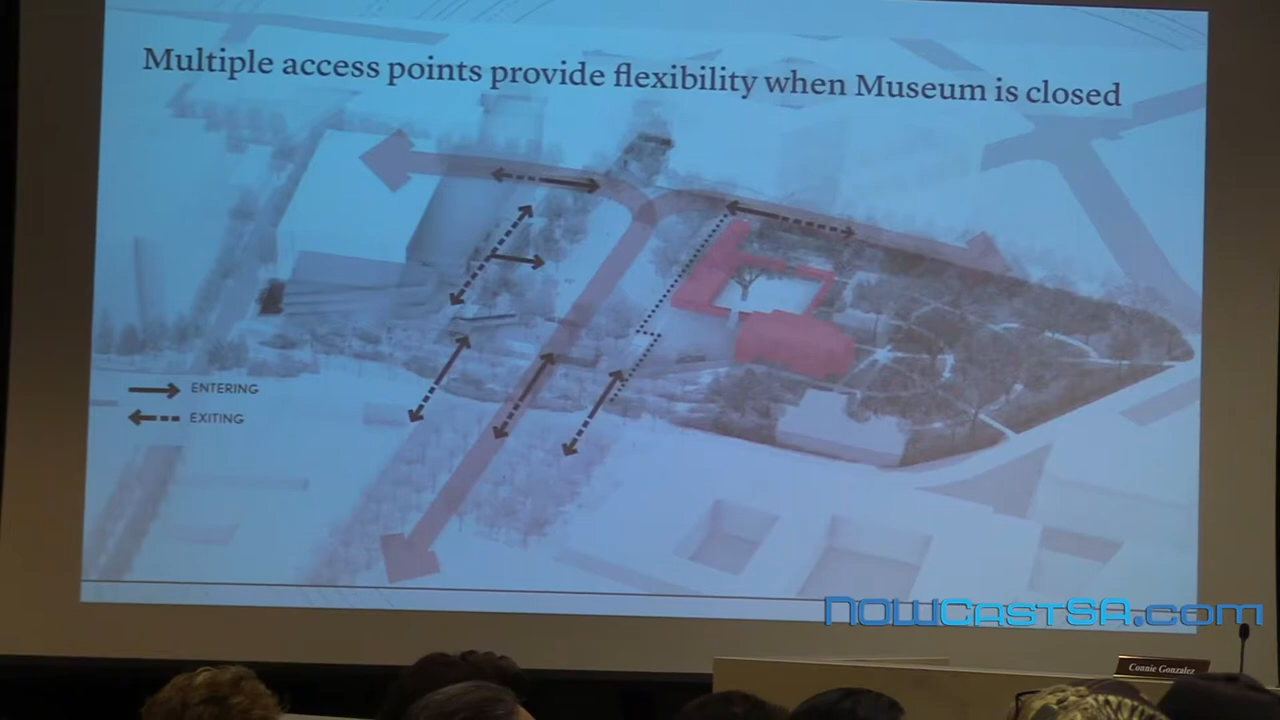 Multiple access points provide flexibility when Museum is closed
ENTERING
EXITING
NOWCastSA.com
Connie Gonzalez